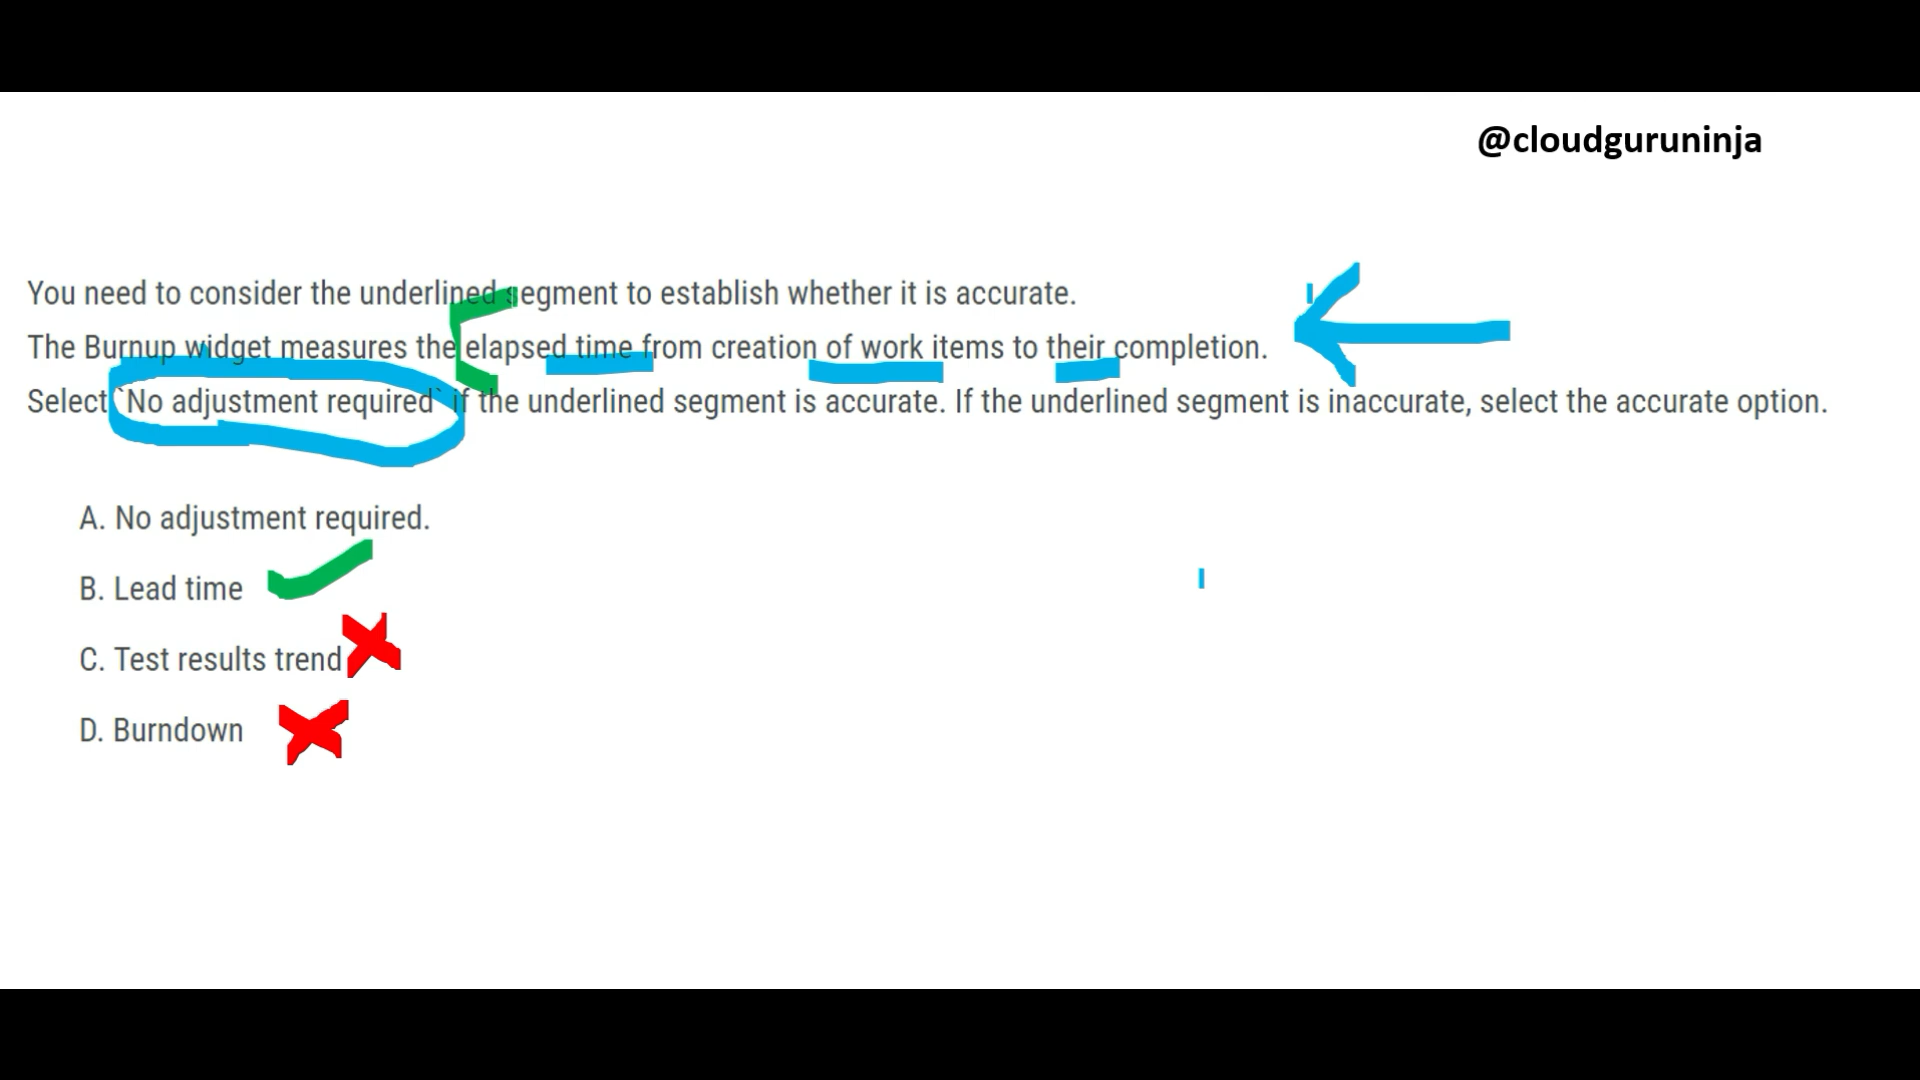 @cloudguruninja
You need to consider the underlined segment to establish whether it is accurate.
The Burnup widget measures the elapsed time from creation of work items to their completion.
Select `No adjustment required` if the underlined segment is accurate. If the underlined segment is inaccurate, select the accurate option.
A. No adjustment required.
B. Lead time
C. Test results trend
D. Burndown